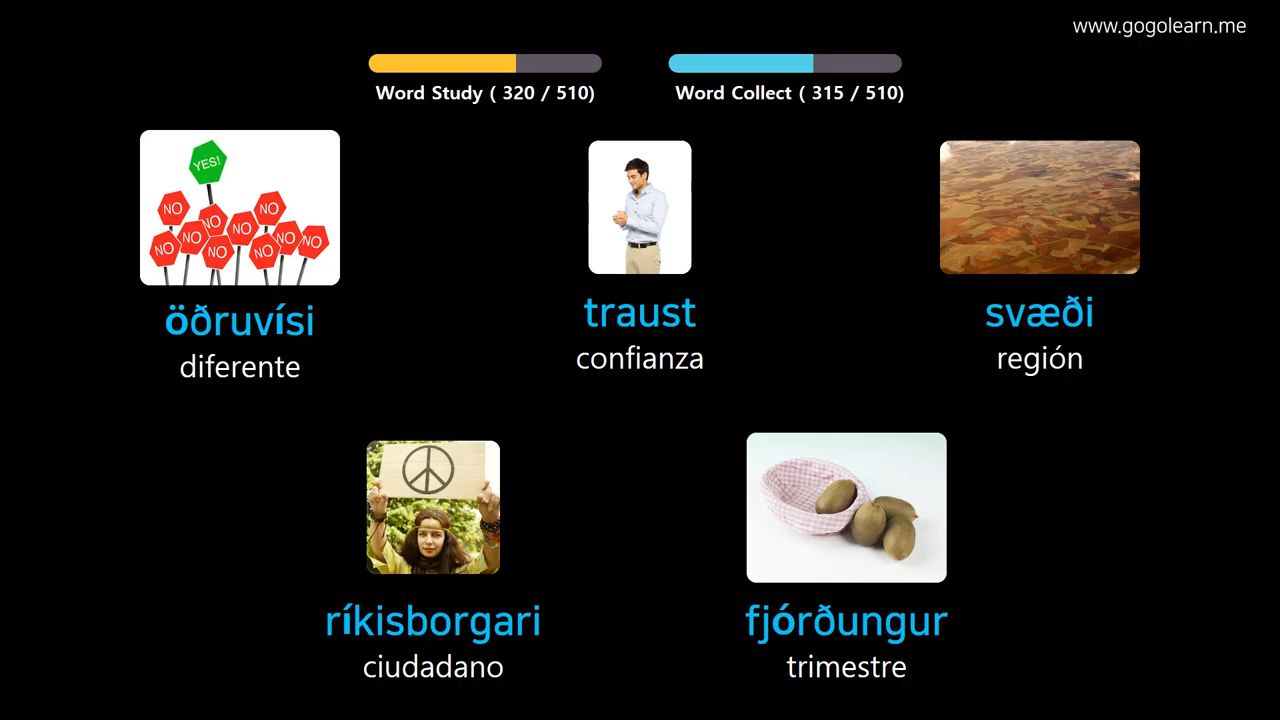 www.gogolearn.me
Word Study ( 320 / 510)
Word Collect ( 315 / 510)
YES!
NO
NO
NO
NO
NO
NO
NO
NO
NO
NO
öðruvísi
diferente
traust
confianza
svæði
región
ríkisborgari
ciudadano
fjórðungur
trimestre